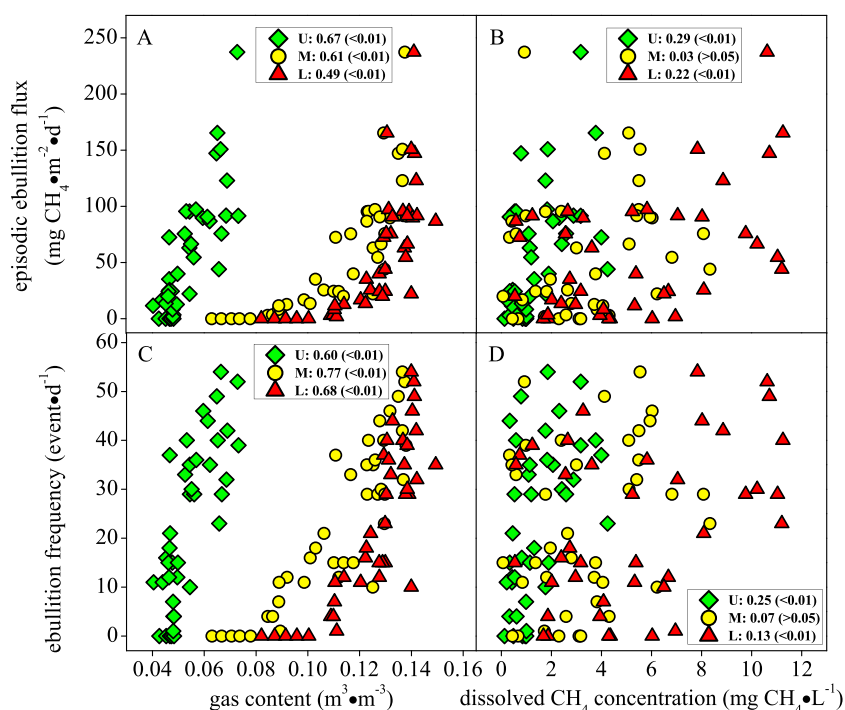 A
U: 0.67 (<0.01)
M: 0.61 (<0.01)
L: 0.49 (<0.01)
B
U: 0.29 (<0.01)
M: 0.03 (>0.05)
L: 0.22 (<0.01)
episodic ebullition flux
(mg CH4•m-2•d-1)
250
200
150
100
50
0
C
U: 0.60 (<0.01)
M: 0.77 (<0.01)
L: 0.68 (<0.01)
D
U: 0.25 (<0.01)
M: 0.07 (>0.05)
L: 0.13 (<0.01)
ebullition frequency (event•d-1)
60
50
40
30
20
10
0
0.04 0.06 0.08 0.10 0.12 0.14 0.16
0 2 4 6 8 10 12
gas content (m3•m-3)
dissolved CH4 concentration (mg CH4•L-1)